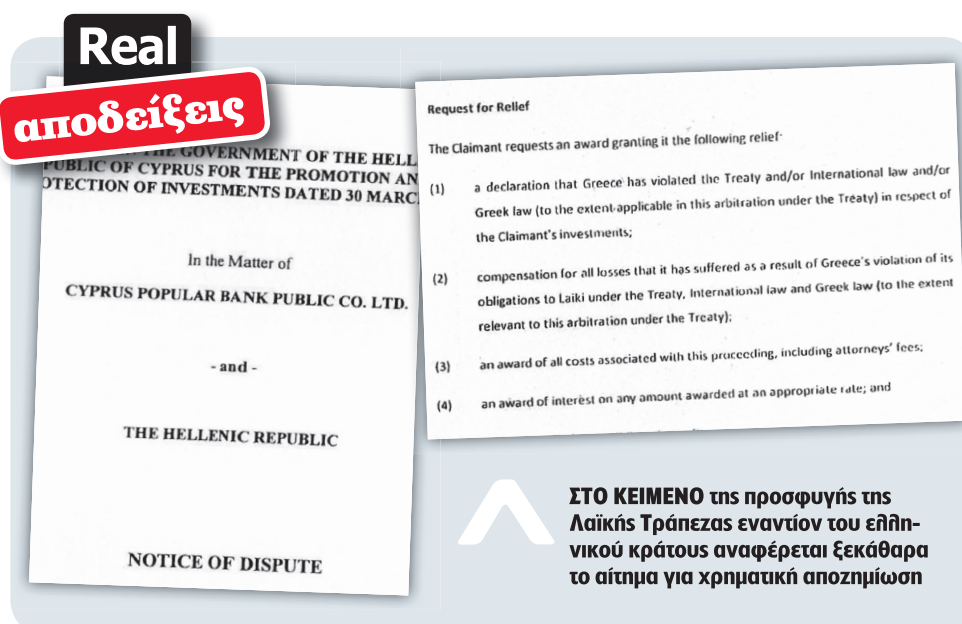 Real
αποδείξεις
THE GOVERNMENT OF THE HELL
PUBLIC OF CYPRUS FOR THE PROMOTION AN
OTECTION OF INVESTMENTS DATED 30 MARC
In the Matter of
CYPRUS POPULAR BANK PUBLIC CO. LTD.
- and -
THE HELLENIC REPUBLIC
NOTICE OF DISPUTE
Request for Relief
The Claimant requests an award granting it the following relief:
(1) a declaration that Greece has violated the Treaty and/or International law and/or
Greek law (to the extent applicable in this arbitration under the Treaty) in respect of
the Claimant's investments;
(2) compensation for all losses that it has suffered as a result of Greece's violation of its
obligations to Laiki under the Treaty, International law and Greek law (to the extent
relevant to this arbitration under the Treaty);
(3) an award of all costs associated with this proceeding, including attorneys' fees;
(4) an award of interest on any amount awarded at an appropriate rate; and
ΣΤΟ ΚΕΙΜΕΝΟ της προσφυγής της
Λαϊκής Τράπεζας εναντίον του ελλη-
νικού κράτους αναφέρεται ξεκάθαρα
το αίτημα για χρηματική αποζημίωση